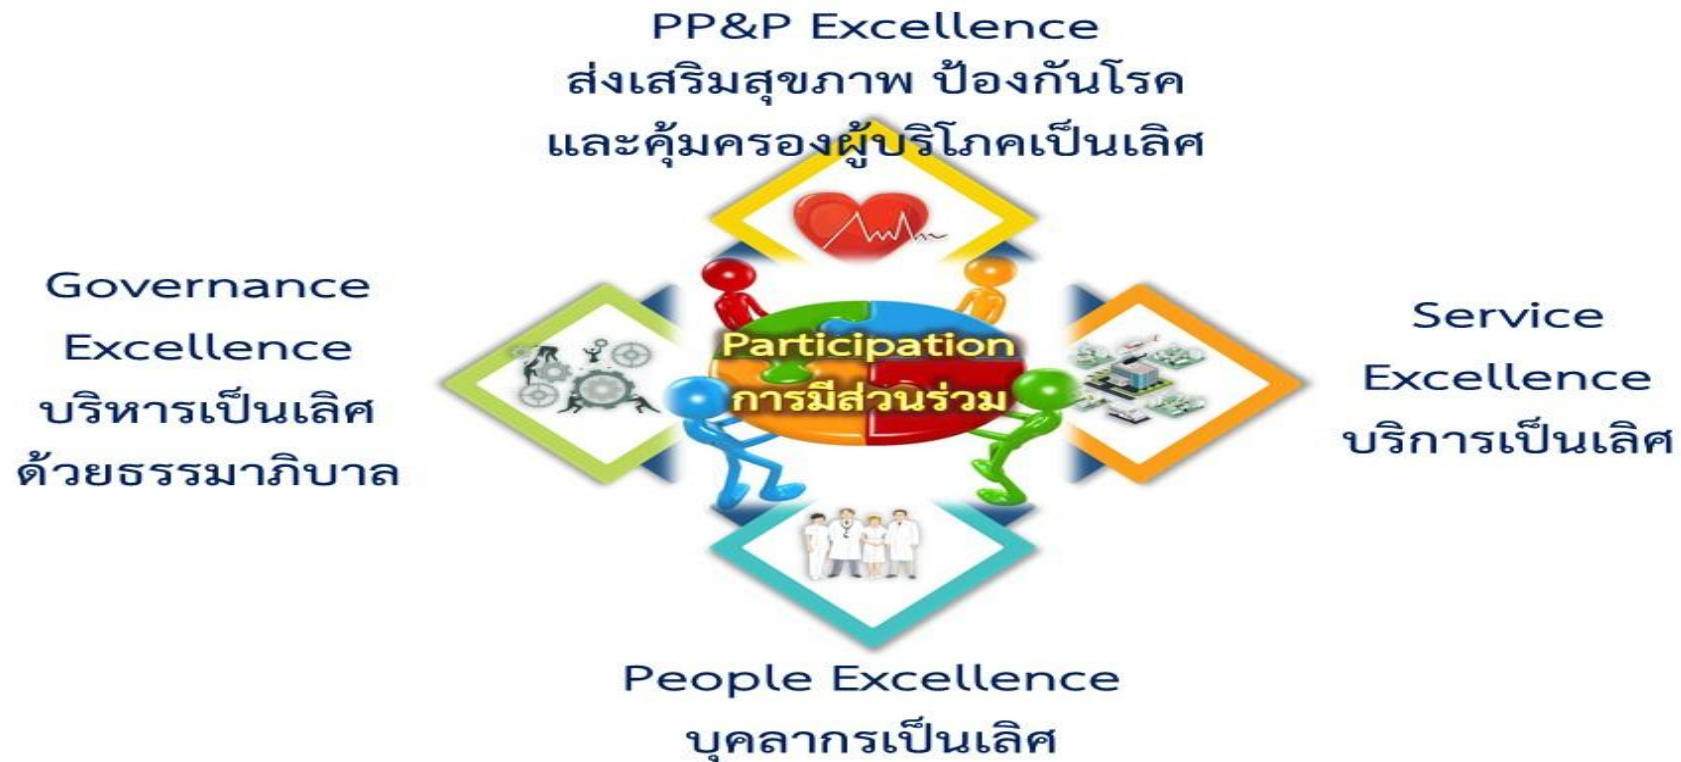 PP&P Excellence
ส่งเสริมสุขภาพ ป้องกันโรค
และคุ้มครองผู้บริโภคเป็นเลิศ
Governance
Excellence
บริหารเป็นเลิศ
ด้วยธรรมาภิบาล
Participation
การมีส่วนร่วม
Service
Excellence
บริการเป็นเลิศ
People Excellence
บุคลากรเป็นเลิศ